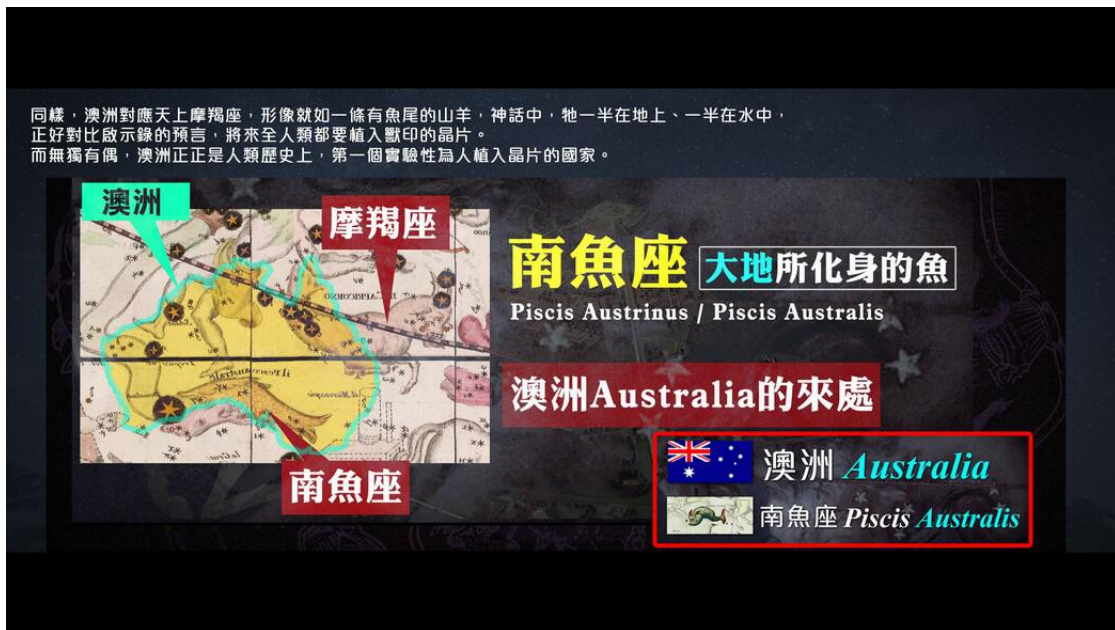 同樣，澳洲對應天上摩羯座，形像就如一條有魚尾的山羊，神話中，牠一半在地上、一半在水中，
正好對比啟示錄的預言，將來全人類都要植入獸印的晶片。
而無獨有偶，澳洲正正是人類歷史上，第一個實驗性為人植入晶片的國家。
澳洲
摩羯座
南魚座
南魚座 大地所化身的魚
Piscis Austrinus / Piscis Australis
澳洲Australia的來處
澳洲 Australia
南魚座 Piscis Australis